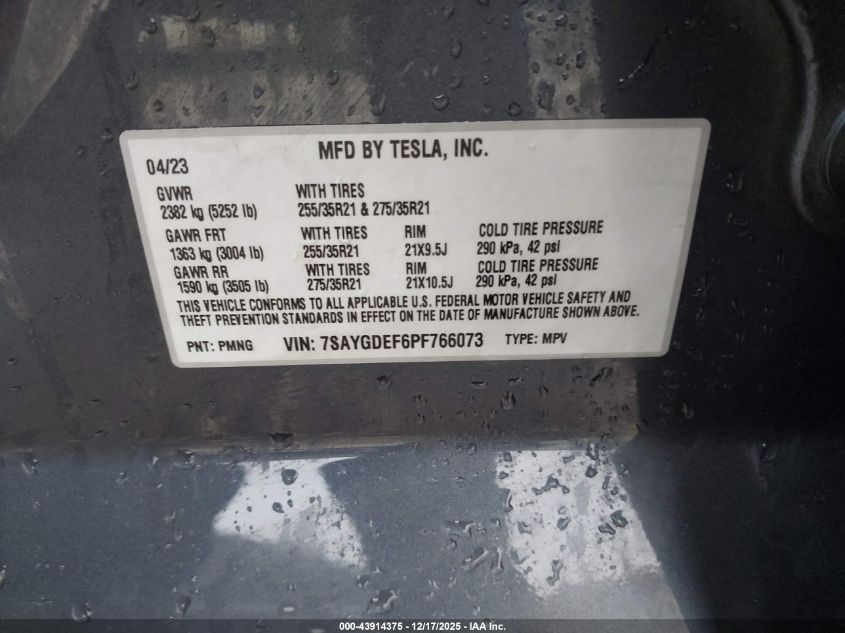 MFD BY TESLA, INC.
04/23
GVWR WITH TIRES
2382 kg (5252 lb) 255/35R21 & 275/35R21
GAWR FRT WITH TIRES RIM COLD TIRE PRESSURE
1363 kg (3004 lb) 255/35R21 21X9.5J 290 kPa, 42 psi
GAWR RR WITH TIRES RIM COLD TIRE PRESSURE
1590 kg (3505 lb) 275/35R21 21X10.5J 290 kPa, 42 psi
THIS VEHICLE CONFORMS TO ALL APPLICABLE U.S. FEDERAL MOTOR VEHICLE SAFETY AND
THEFT PREVENTION STANDARDS IN EFFECT ON THE DATE OF MANUFACTURE SHOWN ABOVE.
PNT: PMNG VIN: 7SAYGDEF6PF766073 TYPE: MPV
000-43914375 - 12/17/2025 - IAA Inc.